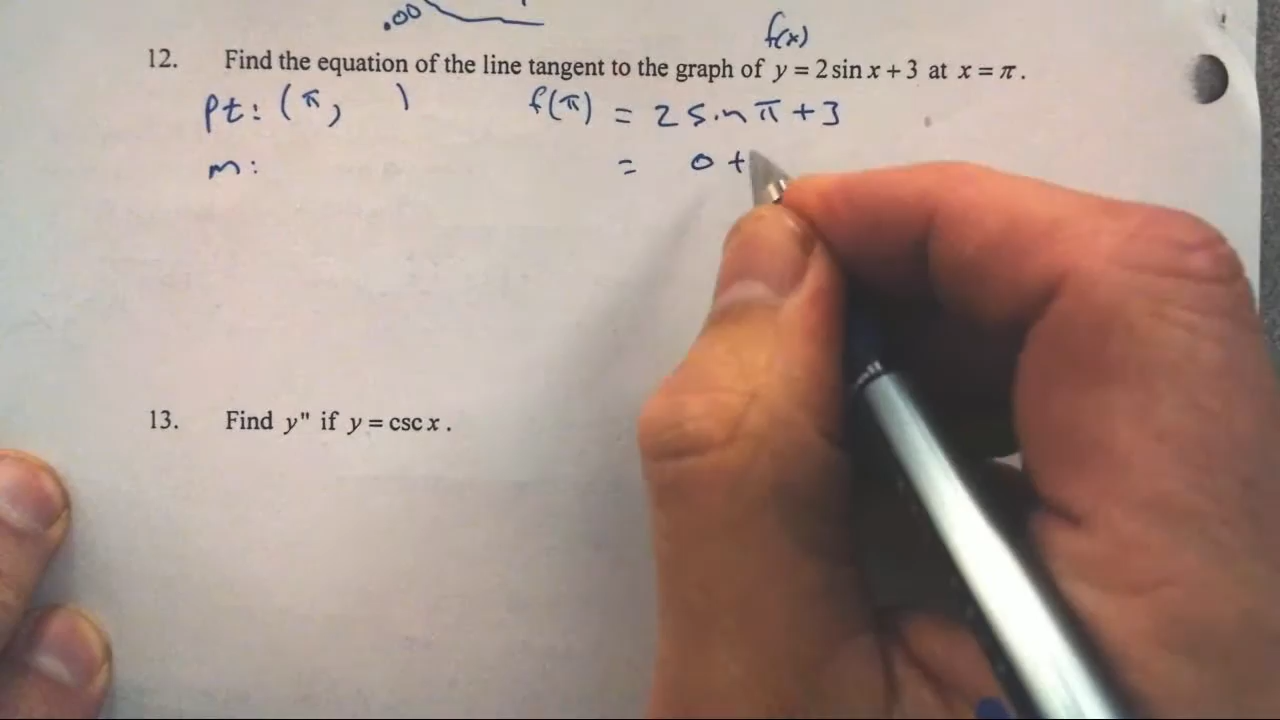 .00
f(x)
12. Find the equation of the line tangent to the graph of y = 2 sin x + 3 at x = π .
pt: (π, ) f(π) = 2 sin π + 3
m: = 0 +
13. Find y" if y = csc x .